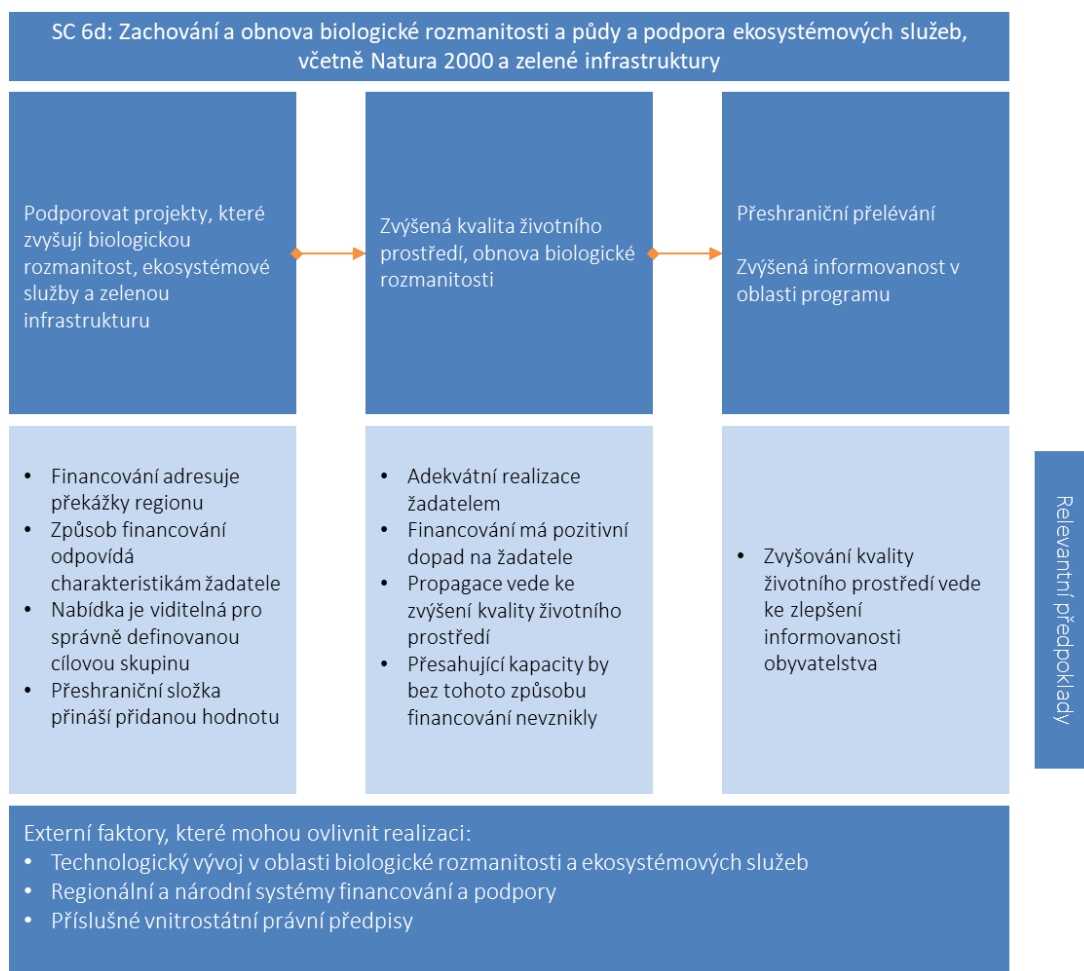 SC 6d: Zachování a obnova biologické rozmanitosti a půdy a podpora ekosystémových služeb,
včetně Natura 2000 a zelené infrastruktury
Podporovat projekty, které
zvyšují biologickou
rozmanitost, ekosystémové
služby a zelenou
infrastrukturu
Zvýšená kvalita životního
prostředí, obnova biologické
rozmanitosti
Přeshraniční přelévání
Zvýšená informovanost v
oblasti programu
• Financování adresuje
překážky regionu
• Způsob financování
odpovídá
charakteristikám žadatele
• Nabídka je viditelná pro
správně definovanou
cílovou skupinu
• Přeshraniční složka
přináší přidanou hodnotu
• Adekvátní realizace
žadatelem
• Financování má pozitivní
dopad na žadatele
• Propagace vede ke
zvýšení kvality životního
prostředí
• Přesahující kapacity by
bez tohoto způsobu
financování nevznikly
• Zvyšování kvality
životního prostředí vede
ke zlepšení
informovanosti
obyvatelstva
Relevantní předpoklady
Externí faktory, které mohou ovlivnit realizaci:
• Technologický vývoj v oblasti biologické rozmanitosti a ekosystémových služeb
• Regionální a národní systémy financování a podpory
• Příslušné vnitrostátní právní předpisy